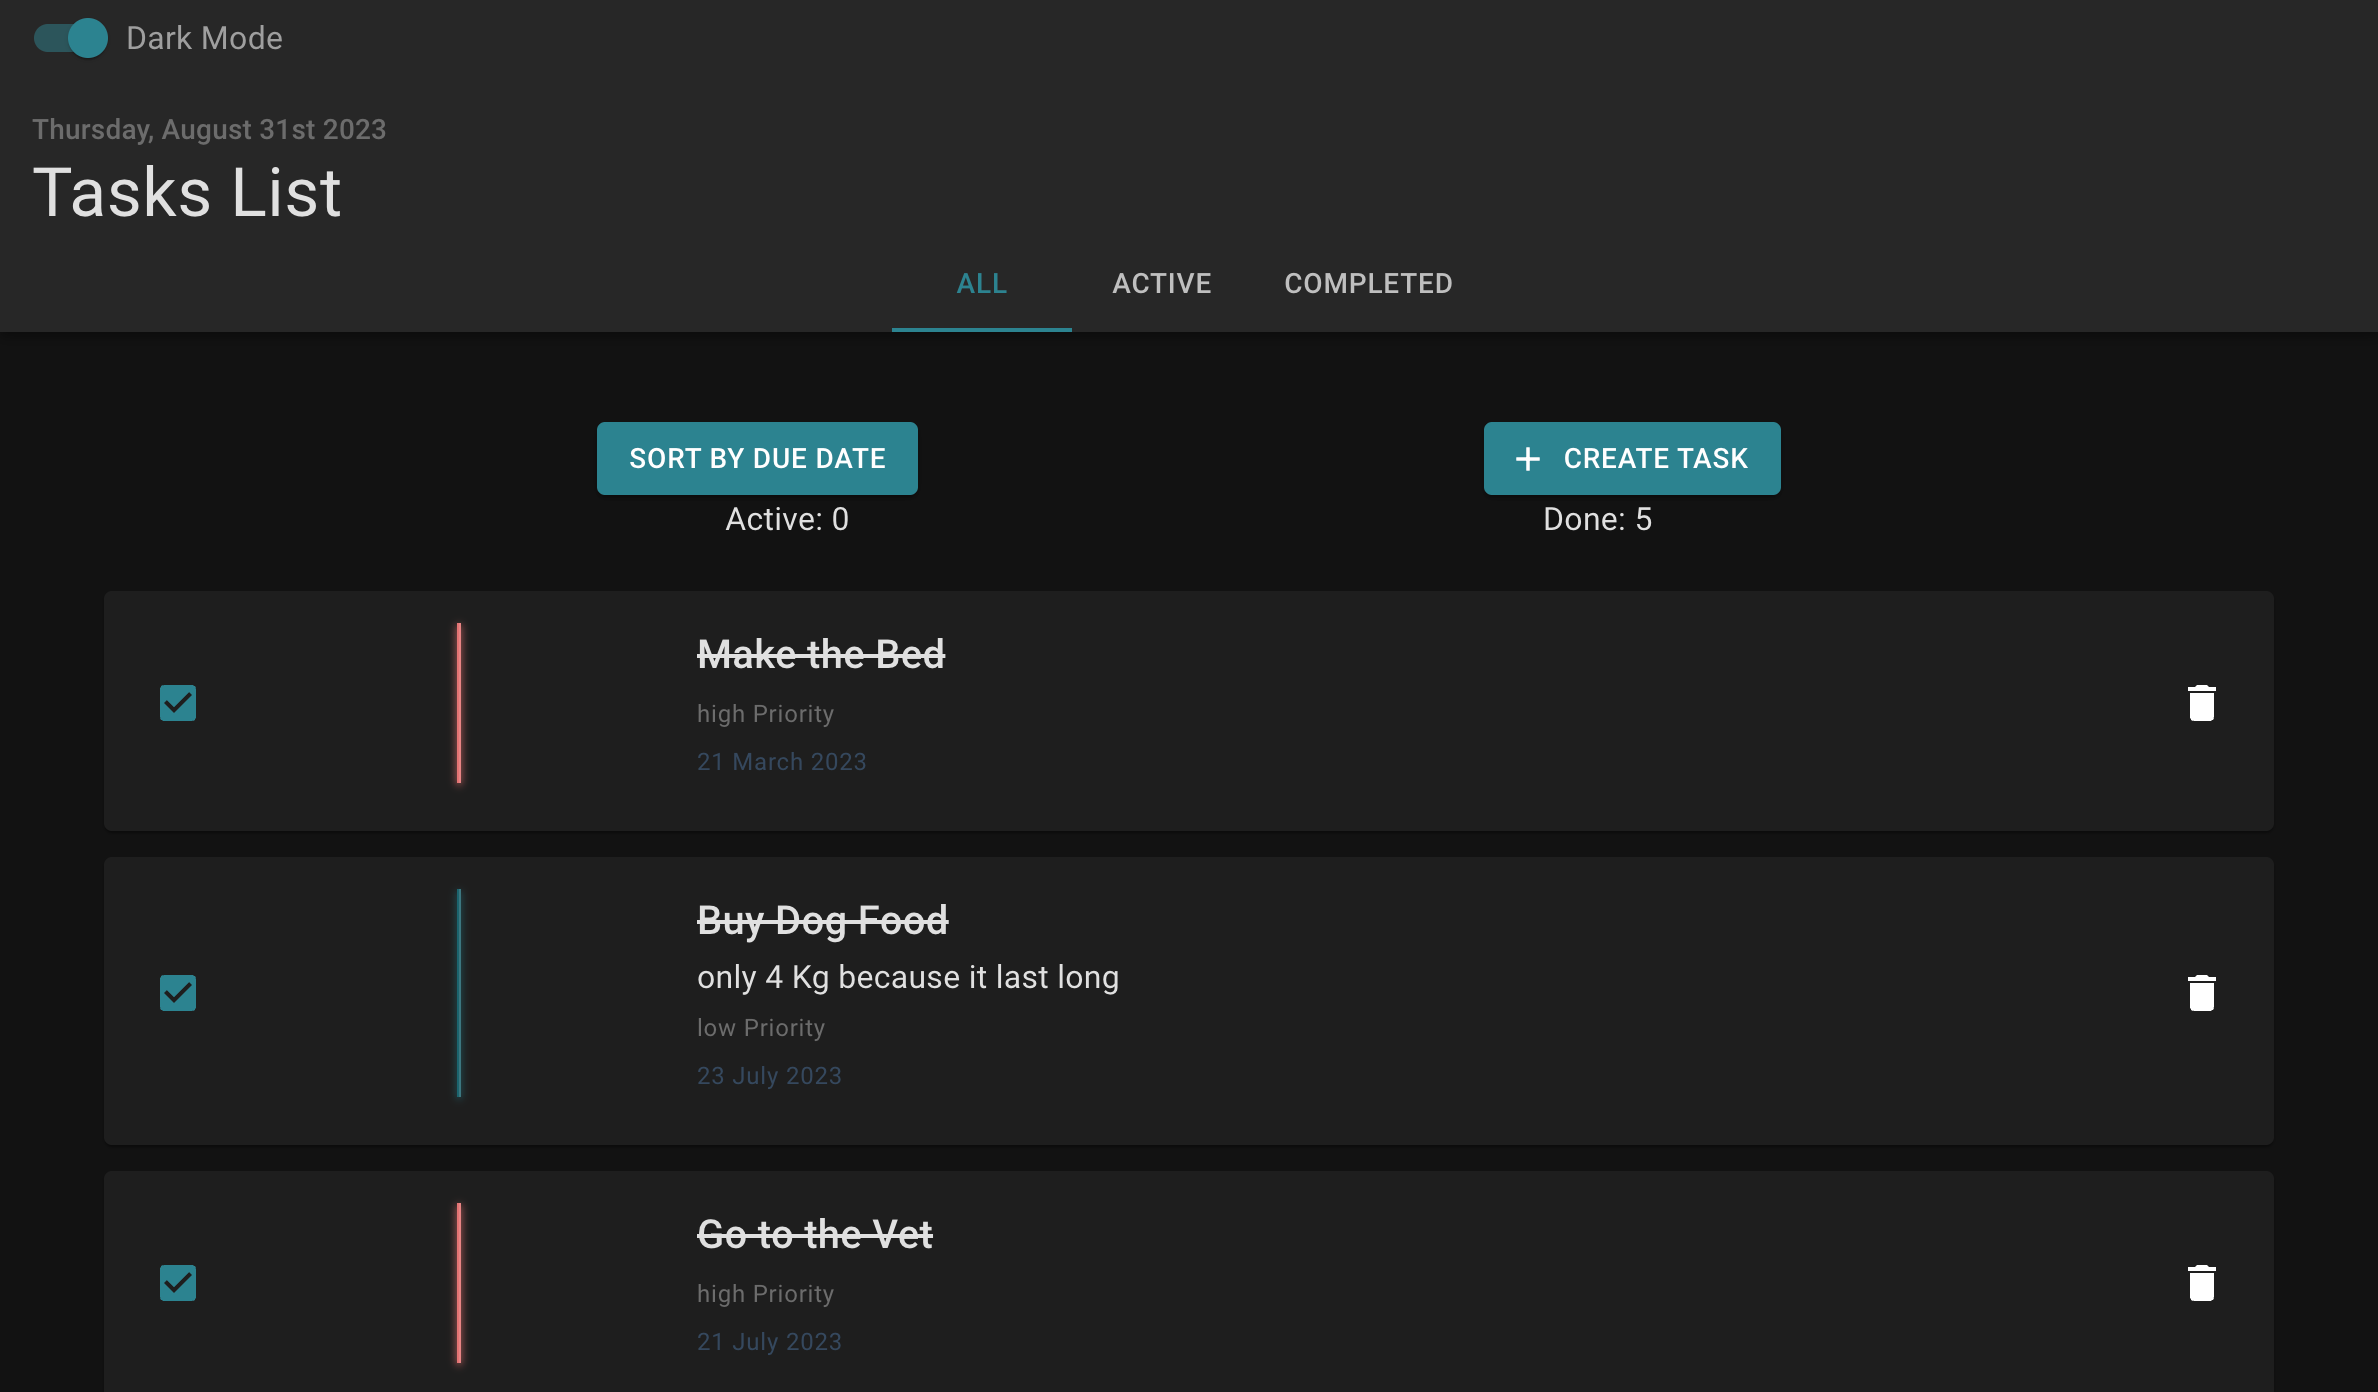 Dark Mode
Thursday, August 31st 2023
Tasks List
ALL ACTIVE COMPLETED
SORT BY DUE DATE
CREATE TASK
Active: 0
Done: 5
Make the Bed
high Priority
21 March 2023
Buy Dog Food
only 4 Kg because it last long
low Priority
23 July 2023
Go to the Vet
high Priority
21 July 2023